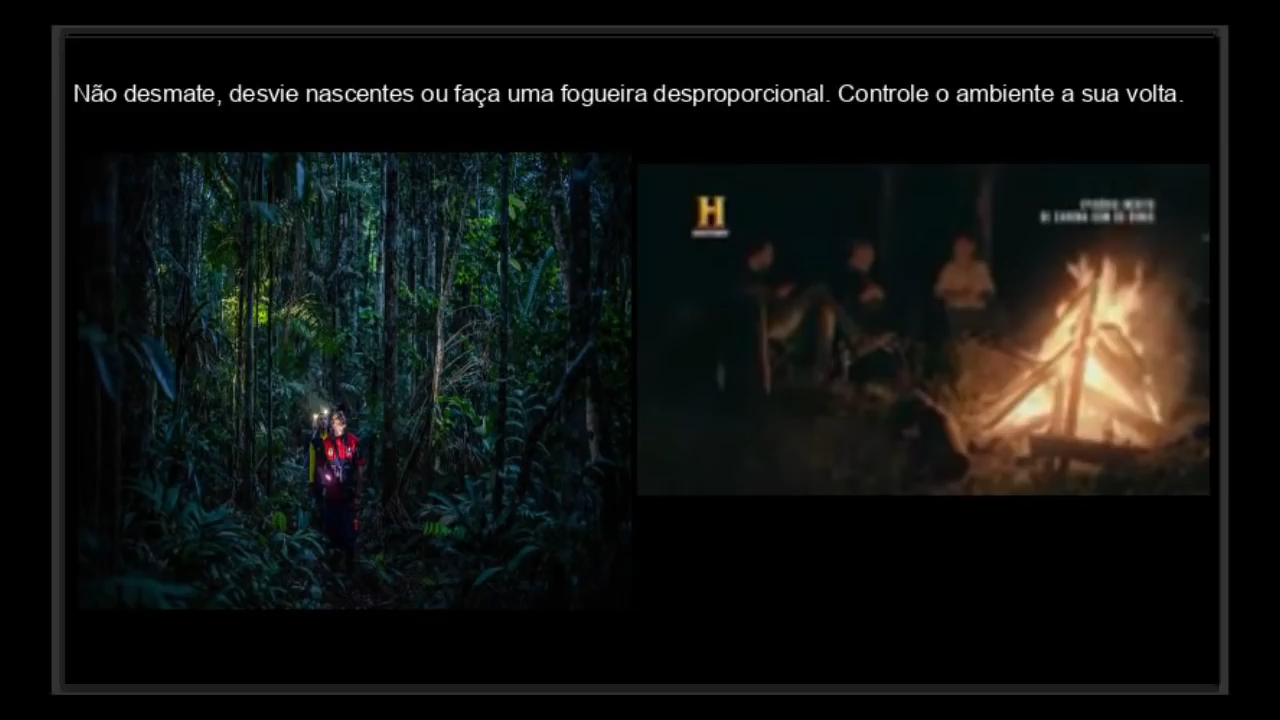 Não desmate, desvie nascentes ou faça uma fogueira desproporcional. Controle o ambiente a sua volta.
H